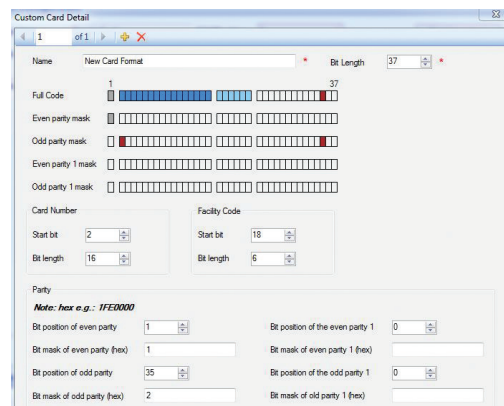 Custom Card Detail
1 of 1
Name New Card Format * Bit Length 37 *
1 37
Full Code
Even parity mask
Odd parity mask
Even parity 1 mask
Odd parity 1 mask
Card Number Facility Code
Start bit 2 Start bit 18
Bit length 16 Bit length 6
Parity
Note: hex e.g.: 1FE0000
Bit position of even parity 1 Bit position of the even parity 1 0
Bit mask of even parity (hex) 1 Bit mask of even parity 1 (hex)
Bit position of odd parity 35 Bit position of the odd parity 1 0
Bit mask of odd parity (hex) 2 Bit mask of old parity 1 (hex)